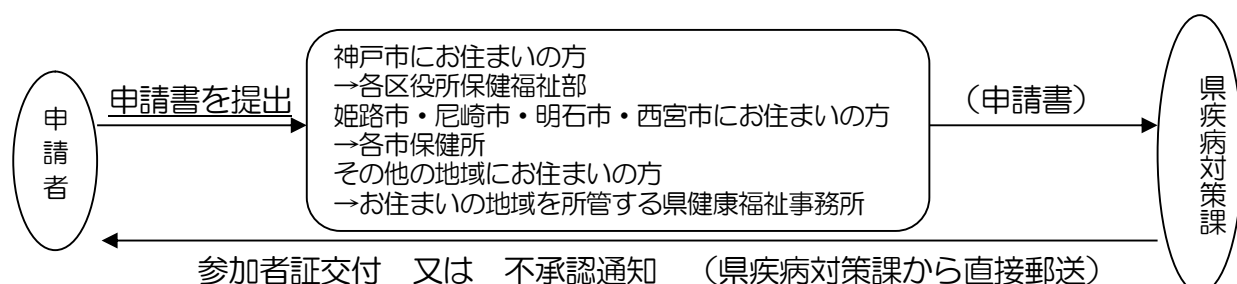 申請者
申請書を提出
神戸市にお住まいの方
→各区役所保健福祉部
姫路市・尼崎市・明石市・西宮市にお住まいの方
→各市保健所
その他の地域にお住まいの方
→お住まいの地域を所管する県健康福祉事務所
（申請書）
県疾病対策課
参加者証交付　又は　不承認通知　（県疾病対策課から直接郵送）